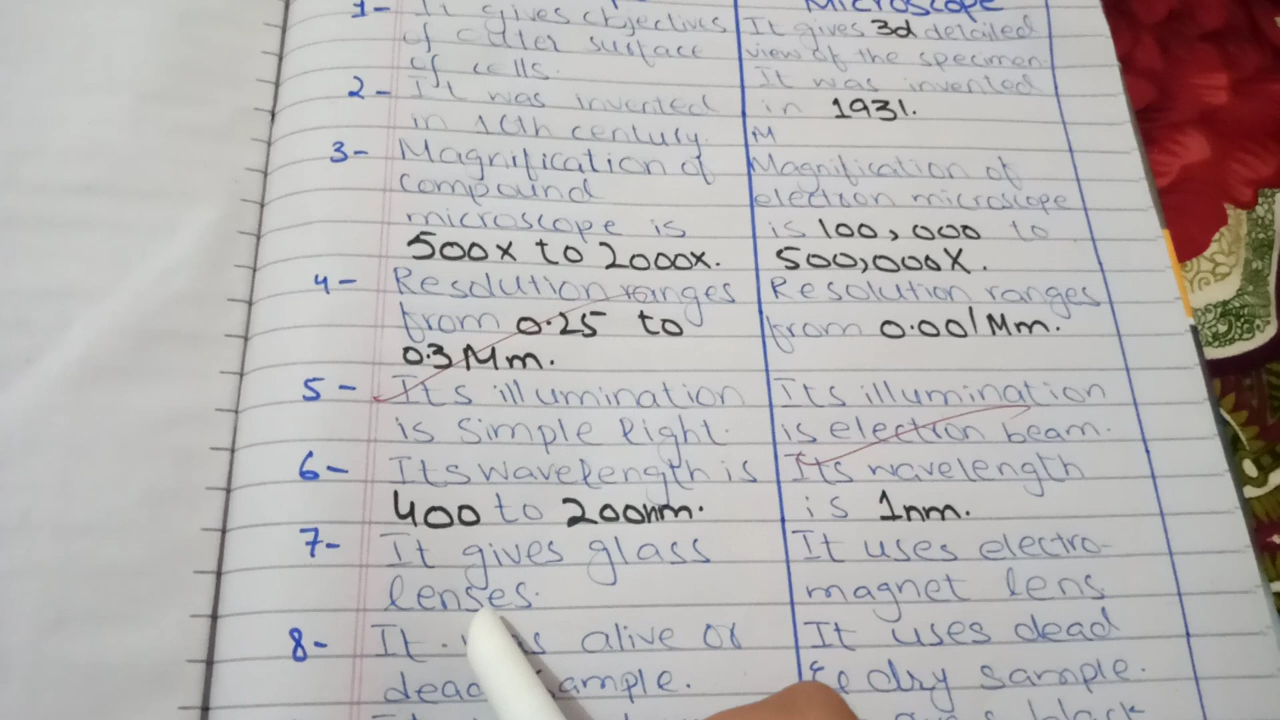 Microscope
1- It gives objectives
of outer surface
of cells.
It gives 3d detailed
view of the specimen.
2- It was invented
in 16th century.
It was invented
in 1931.
M
3- Magnification of
compound
microscope is
500x to 2000x.
Magnification of
electron microscope
is 100,000 to
500,000X.
4- Resolution ranges
from 0.25 to
0.3 Mm.
Resolution ranges
from 0.001Mm.
5- Its illumination
is simple light.
Its illumination
is electron beam.
6- Its wavelength is
400 to 200nm.
Its wavelength
is 1nm.
7- It gives glass
lenses.
It uses electro-
magnet lens
8- It alive or
dead sample.
It uses dead
& dry sample.
black